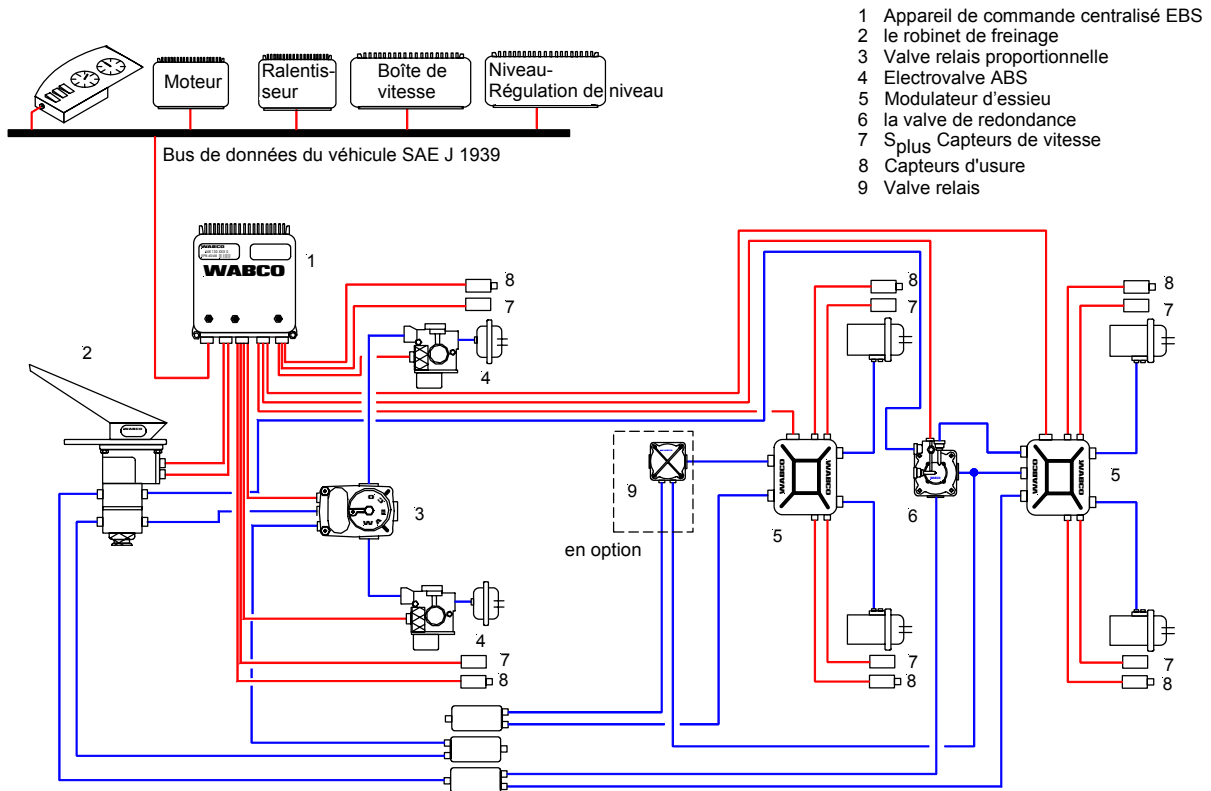 1 Appareil de commande centralisé EBS
2 le robinet de freinage
3 Valve relais proportionnelle
4 Electrovalve ABS
5 Modulateur d'essieu
6 la valve de redondance
7 Splus Capteurs de vitesse
8 Capteurs d'usure
9 Valve relais
Moteur
Ralentis-
seur
Boîte de
vitesse
Niveau-
Régulation de niveau
Bus de données du véhicule SAE J 1939
WABCO
WABCO
1
8
7
4
2
WABCO
3
4
7
8
9
en option
8
7
WABCO
WABCO
5
7
8
6
8
7
WABCO
WABCO
5
7
8